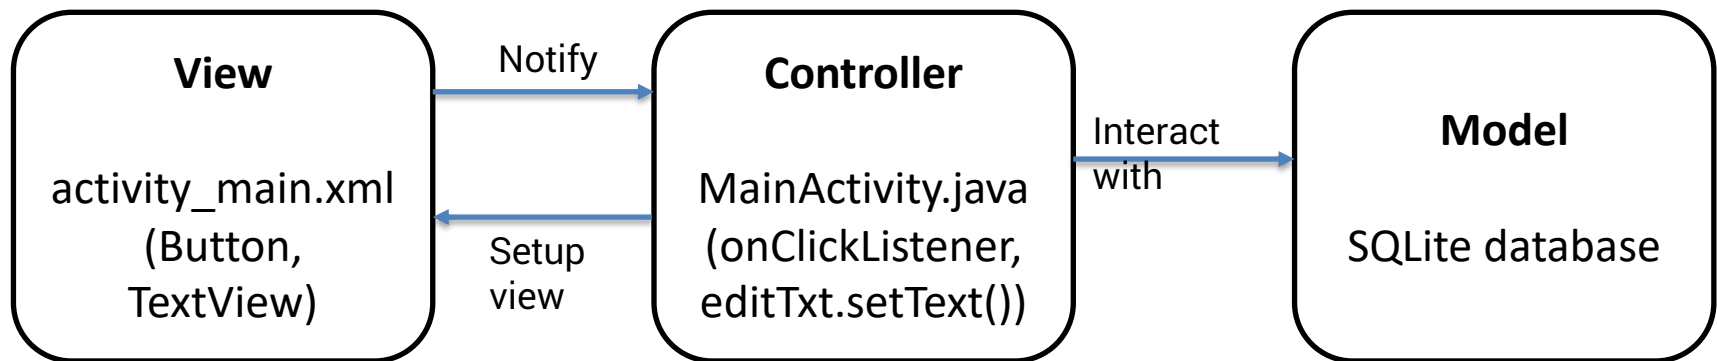 View
activity_main.xml
(Button,
TextView)
Notify
Setup
view
Controller
MainActivity.java
(onClickListener,
editTxt.setText())
Interact
with
Model
SQLite database